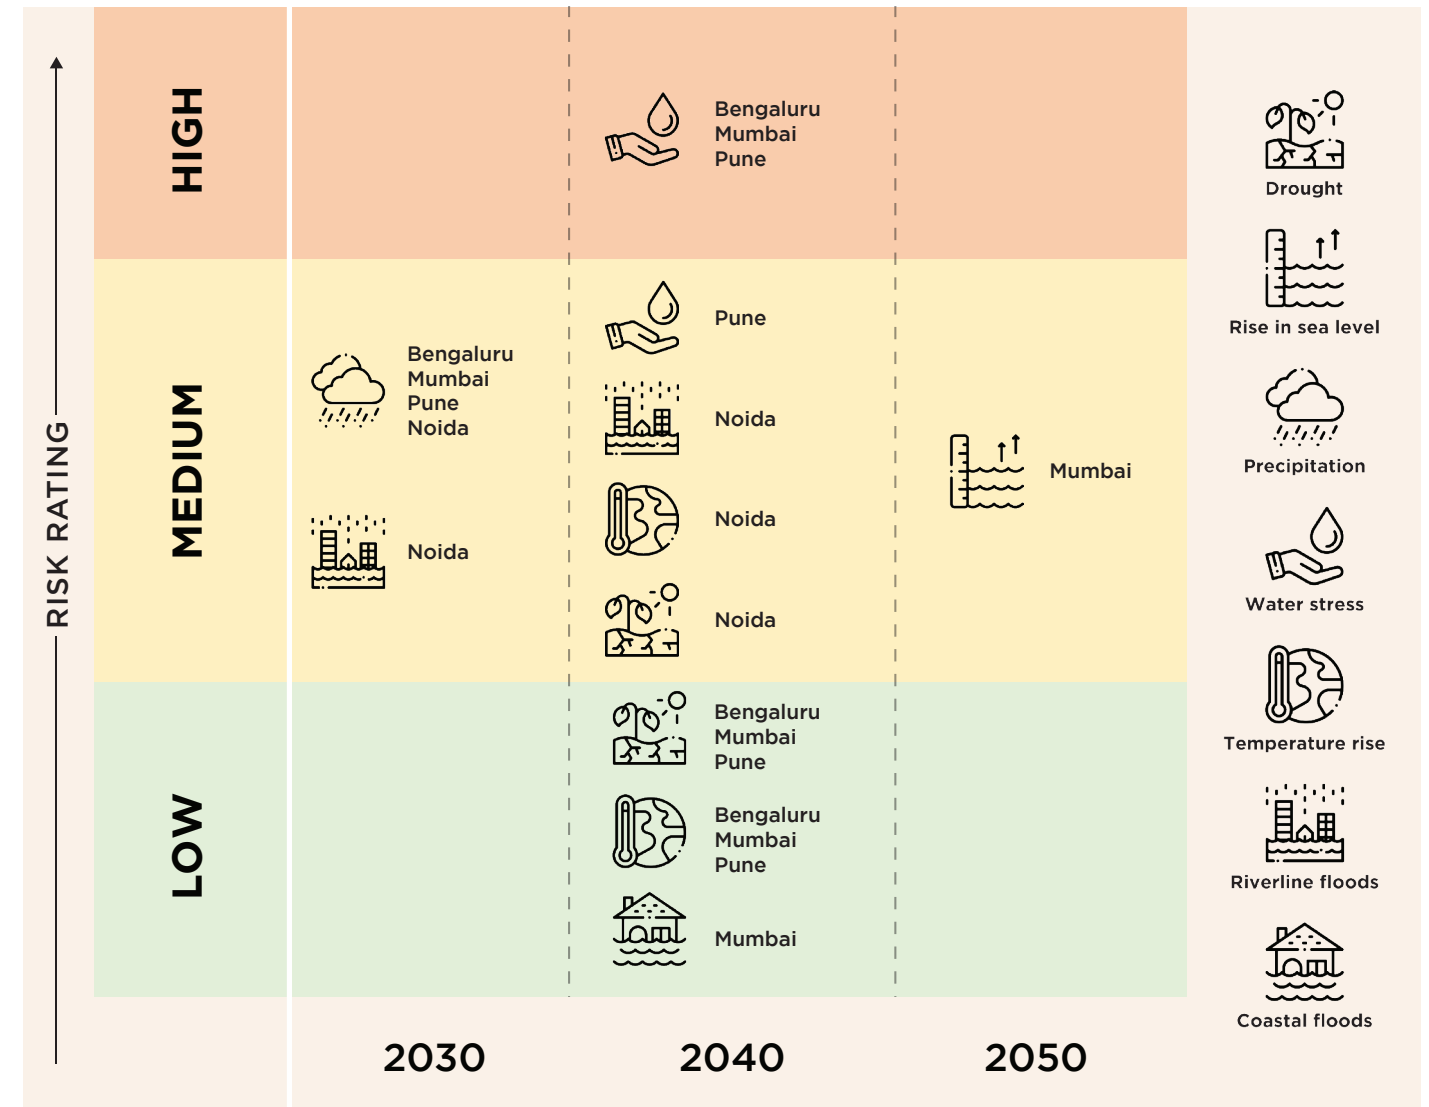 RISK RATING
HIGH
Bengaluru
Mumbai
Pune
MEDIUM
Bengaluru
Mumbai
Pune
Noida
Noida
Pune
Noida
Noida
Noida
Mumbai
LOW
Bengaluru
Mumbai
Pune
Bengaluru
Mumbai
Pune
Mumbai
2030
2040
2050
Drought
Rise in sea level
Precipitation
Water stress
Temperature rise
Riverline floods
Coastal floods